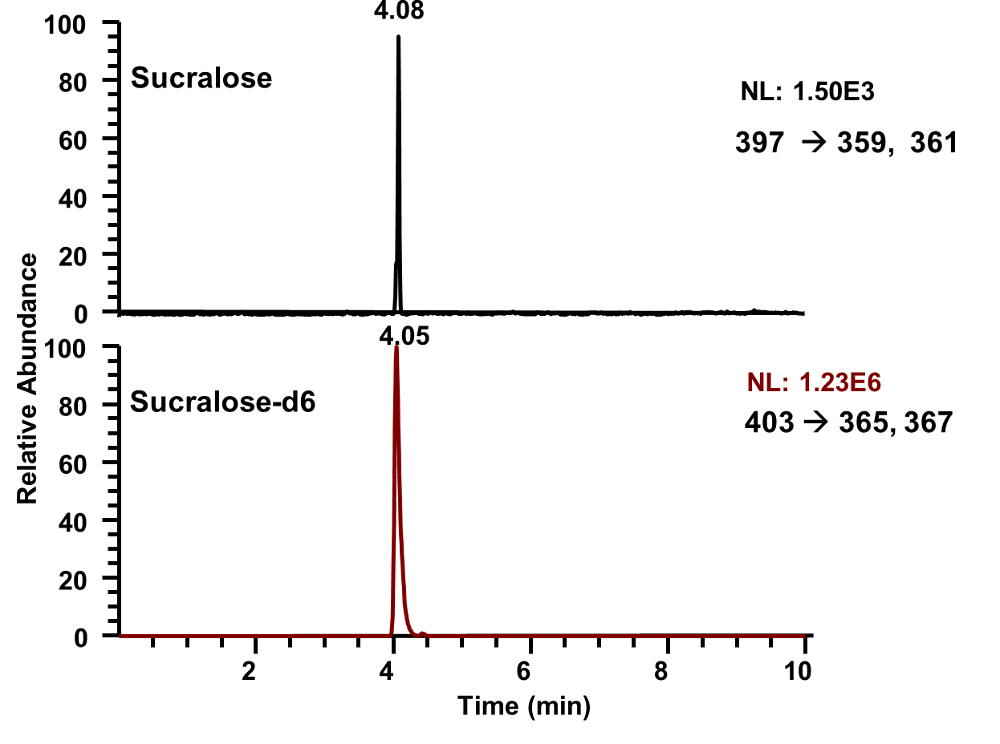 4.08
100
Sucralose
80
NL: 1.50E3
60
397 → 359, 361
40
20
0
Relative Abundance
4.05
100
Sucralose-d6
80
NL: 1.23E6
403 → 365, 367
60
40
20
0
2 4 6 8 10
Time (min)